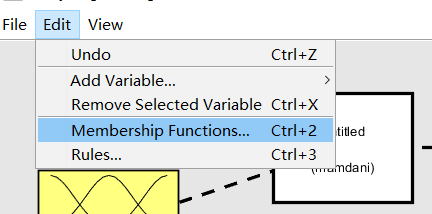 File Edit View
Undo Ctrl+Z
Add Variable...
Remove Selected Variable Ctrl+X
Membership Functions... Ctrl+2
Rules... Ctrl+3
(mamdani)